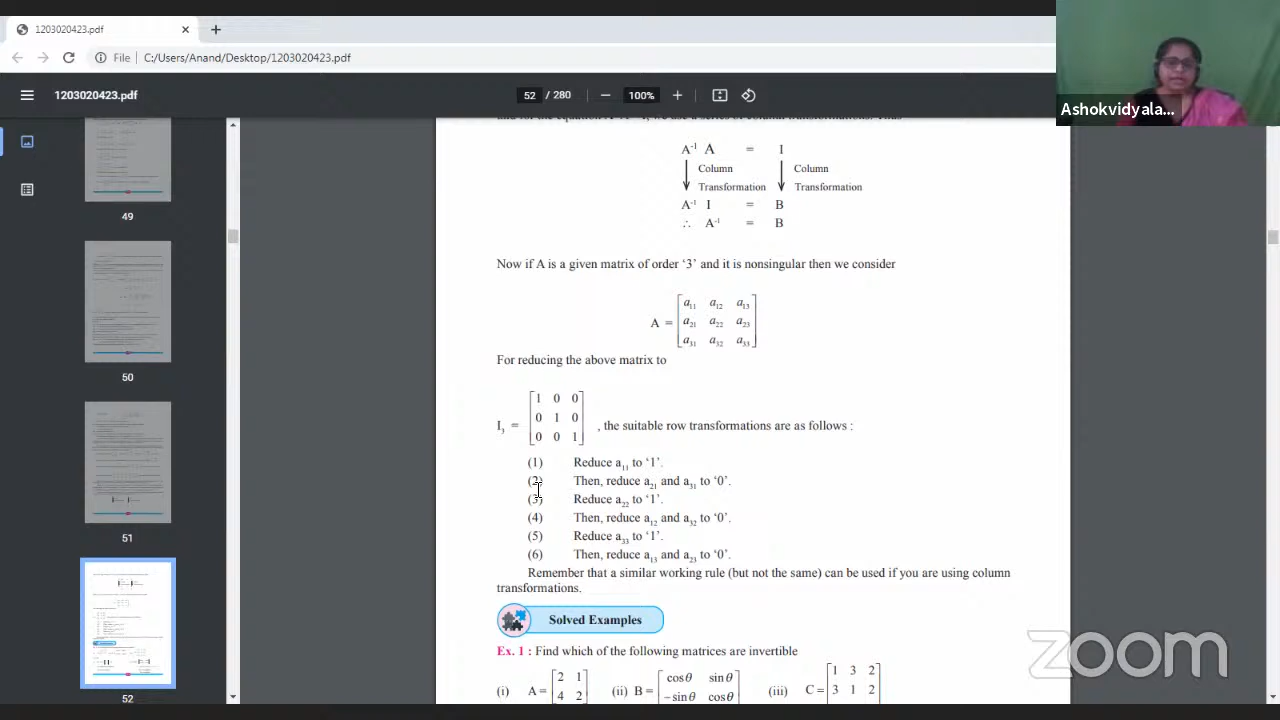 1203020423.pdf
File C:/Users/Anand/Desktop/1203020423.pdf
1203020423.pdf
52 / 280
100%
Ashokvidyala...
49
50
51
52
A⁻¹ A = I
Column Column
Transformation Transformation
A⁻¹ I = B
∴ A⁻¹ = B
Now if A is a given matrix of order '3' and it is nonsingular then we consider
a₁₁ a₁₂ a₁₃
A = a₂₁ a₂₂ a₂₃
a₃₁ a₃₂ a₃₃
For reducing the above matrix to
1 0 0
0 1 0
I₃ = , the suitable row transformations are as follows :
0 0 1
(1) Reduce a₁₁ to '1'.
(2) Then, reduce a₂₁ and a₃₁ to '0'.
(3) Reduce a₂₂ to '1'.
(4) Then, reduce a₁₂ and a₃₂ to '0'.
(5) Reduce a₃₃ to '1'.
(6) Then, reduce a₁₃ and a₂₃ to '0'.
Remember that a similar working rule (but not the same) can be used if you are using column
transformations.
Solved Examples
Ex. 1 : Find which of the following matrices are invertible
2 1 cosθ sinθ 1 3 2
(i) A = 4 2 (ii) B = −sinθ cosθ (iii) C = 3 1 2
zoom